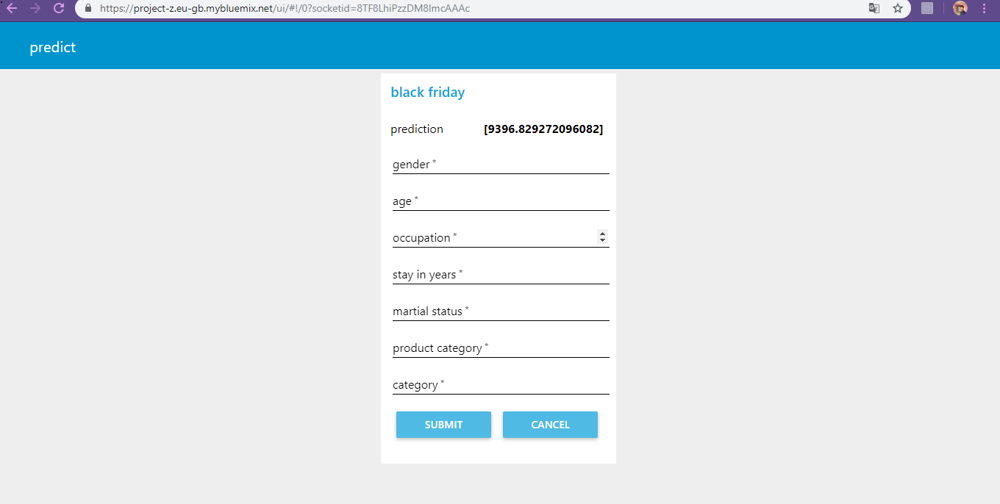 https://project-z.eu-gb.mybluemix.net/ui/#!/0?socketid=8TF8LhiPzzDM8ImcAAAc
predict
black friday
prediction [9396.829272096082]
gender *
age *
occupation *
stay in years *
martial status *
product category *
category *
SUBMIT CANCEL